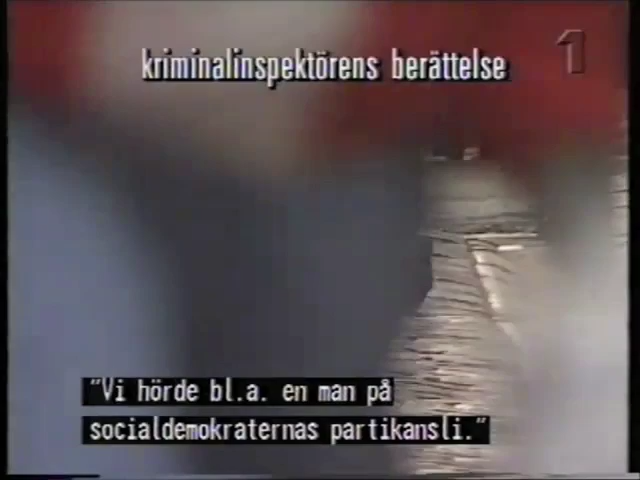 kriminalinspektörens berättelse
1
"Vi hörde bl.a. en man på
socialdemokraternas partikansli."